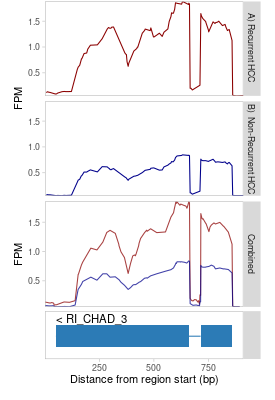 A) Recurrent HCC
1.5
1.0
0.5
FPM
B) Non-Recurrent HCC
1.5
1.0
0.5
Combined
1.5
1.0
0.5
FPM
< RI_CHAD_3
250
500
750
Distance from region start (bp)